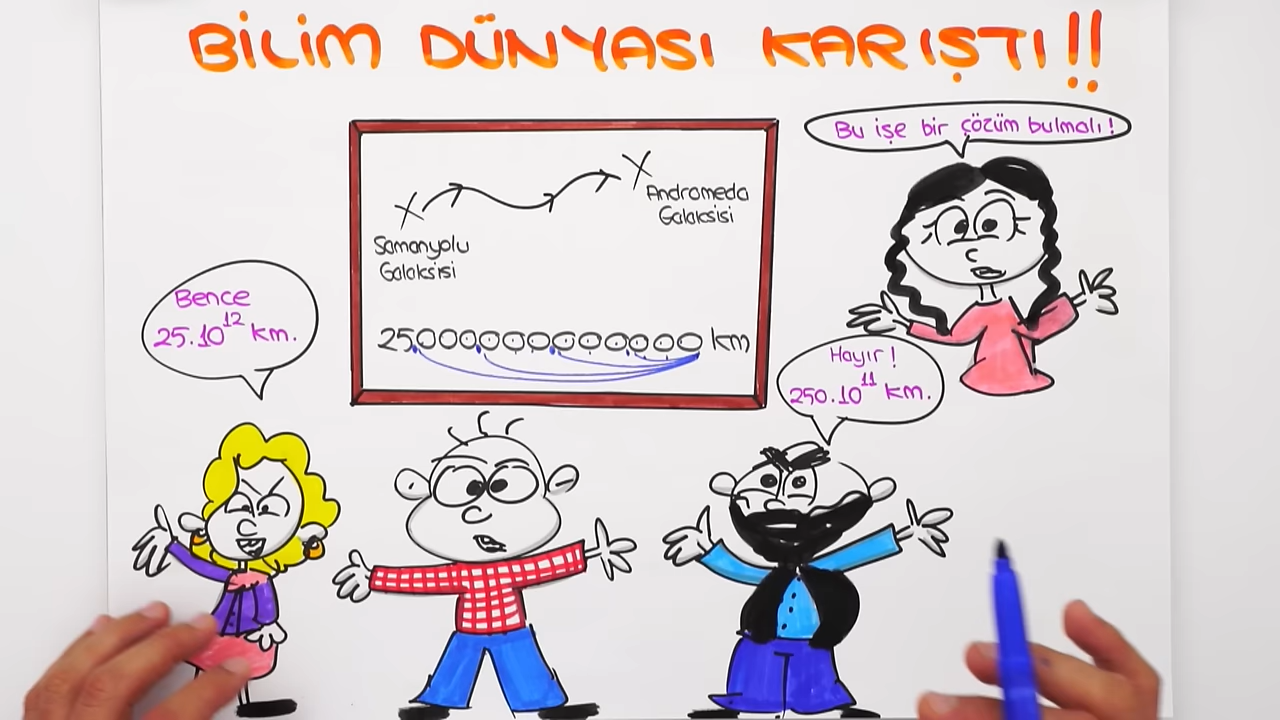 BİLİM DÜNYASI KARIŞTI!!
Bu işe bir çözüm bulmalı!
Andromeda
Galaksisi
Samanyolu
Galaksisi
Bence
25.10¹² km.
25000000000000 km
Hayır!
250.10¹¹ km.